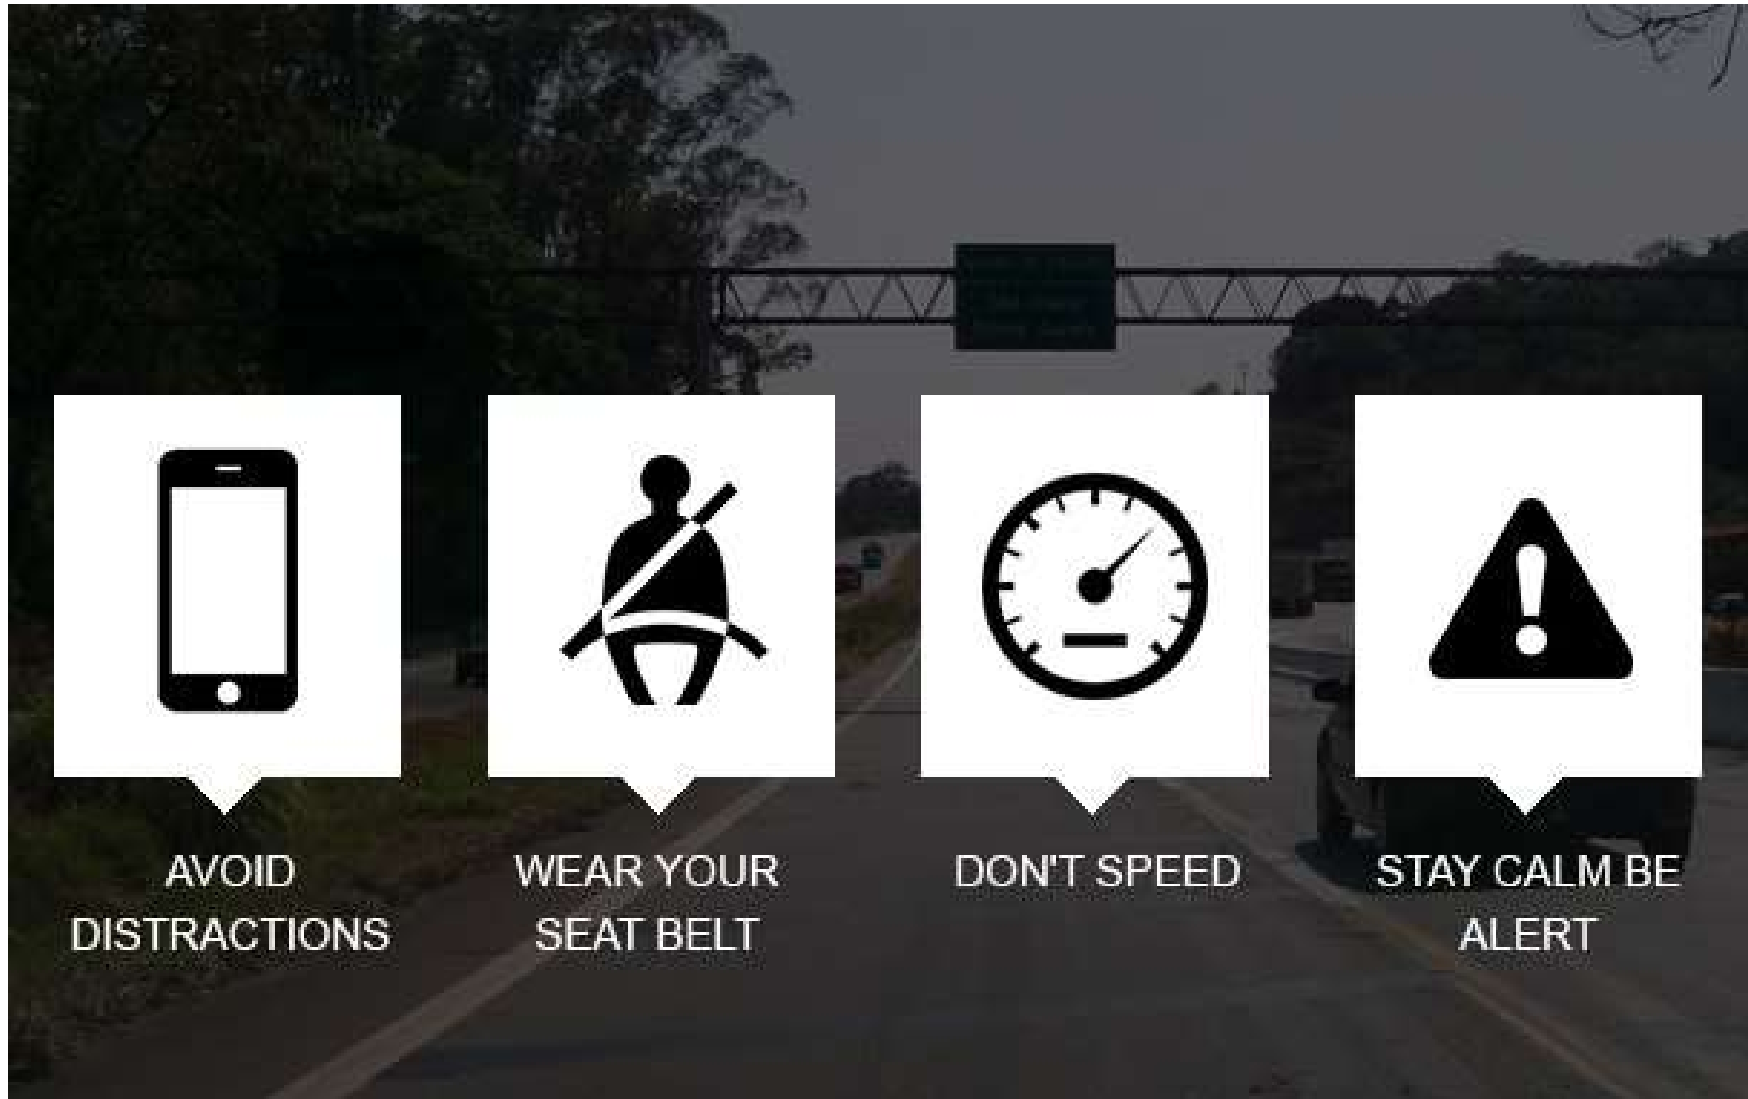 AVOID
DISTRACTIONS
WEAR YOUR
SEAT BELT
DON'T SPEED
STAY CALM BE
ALERT